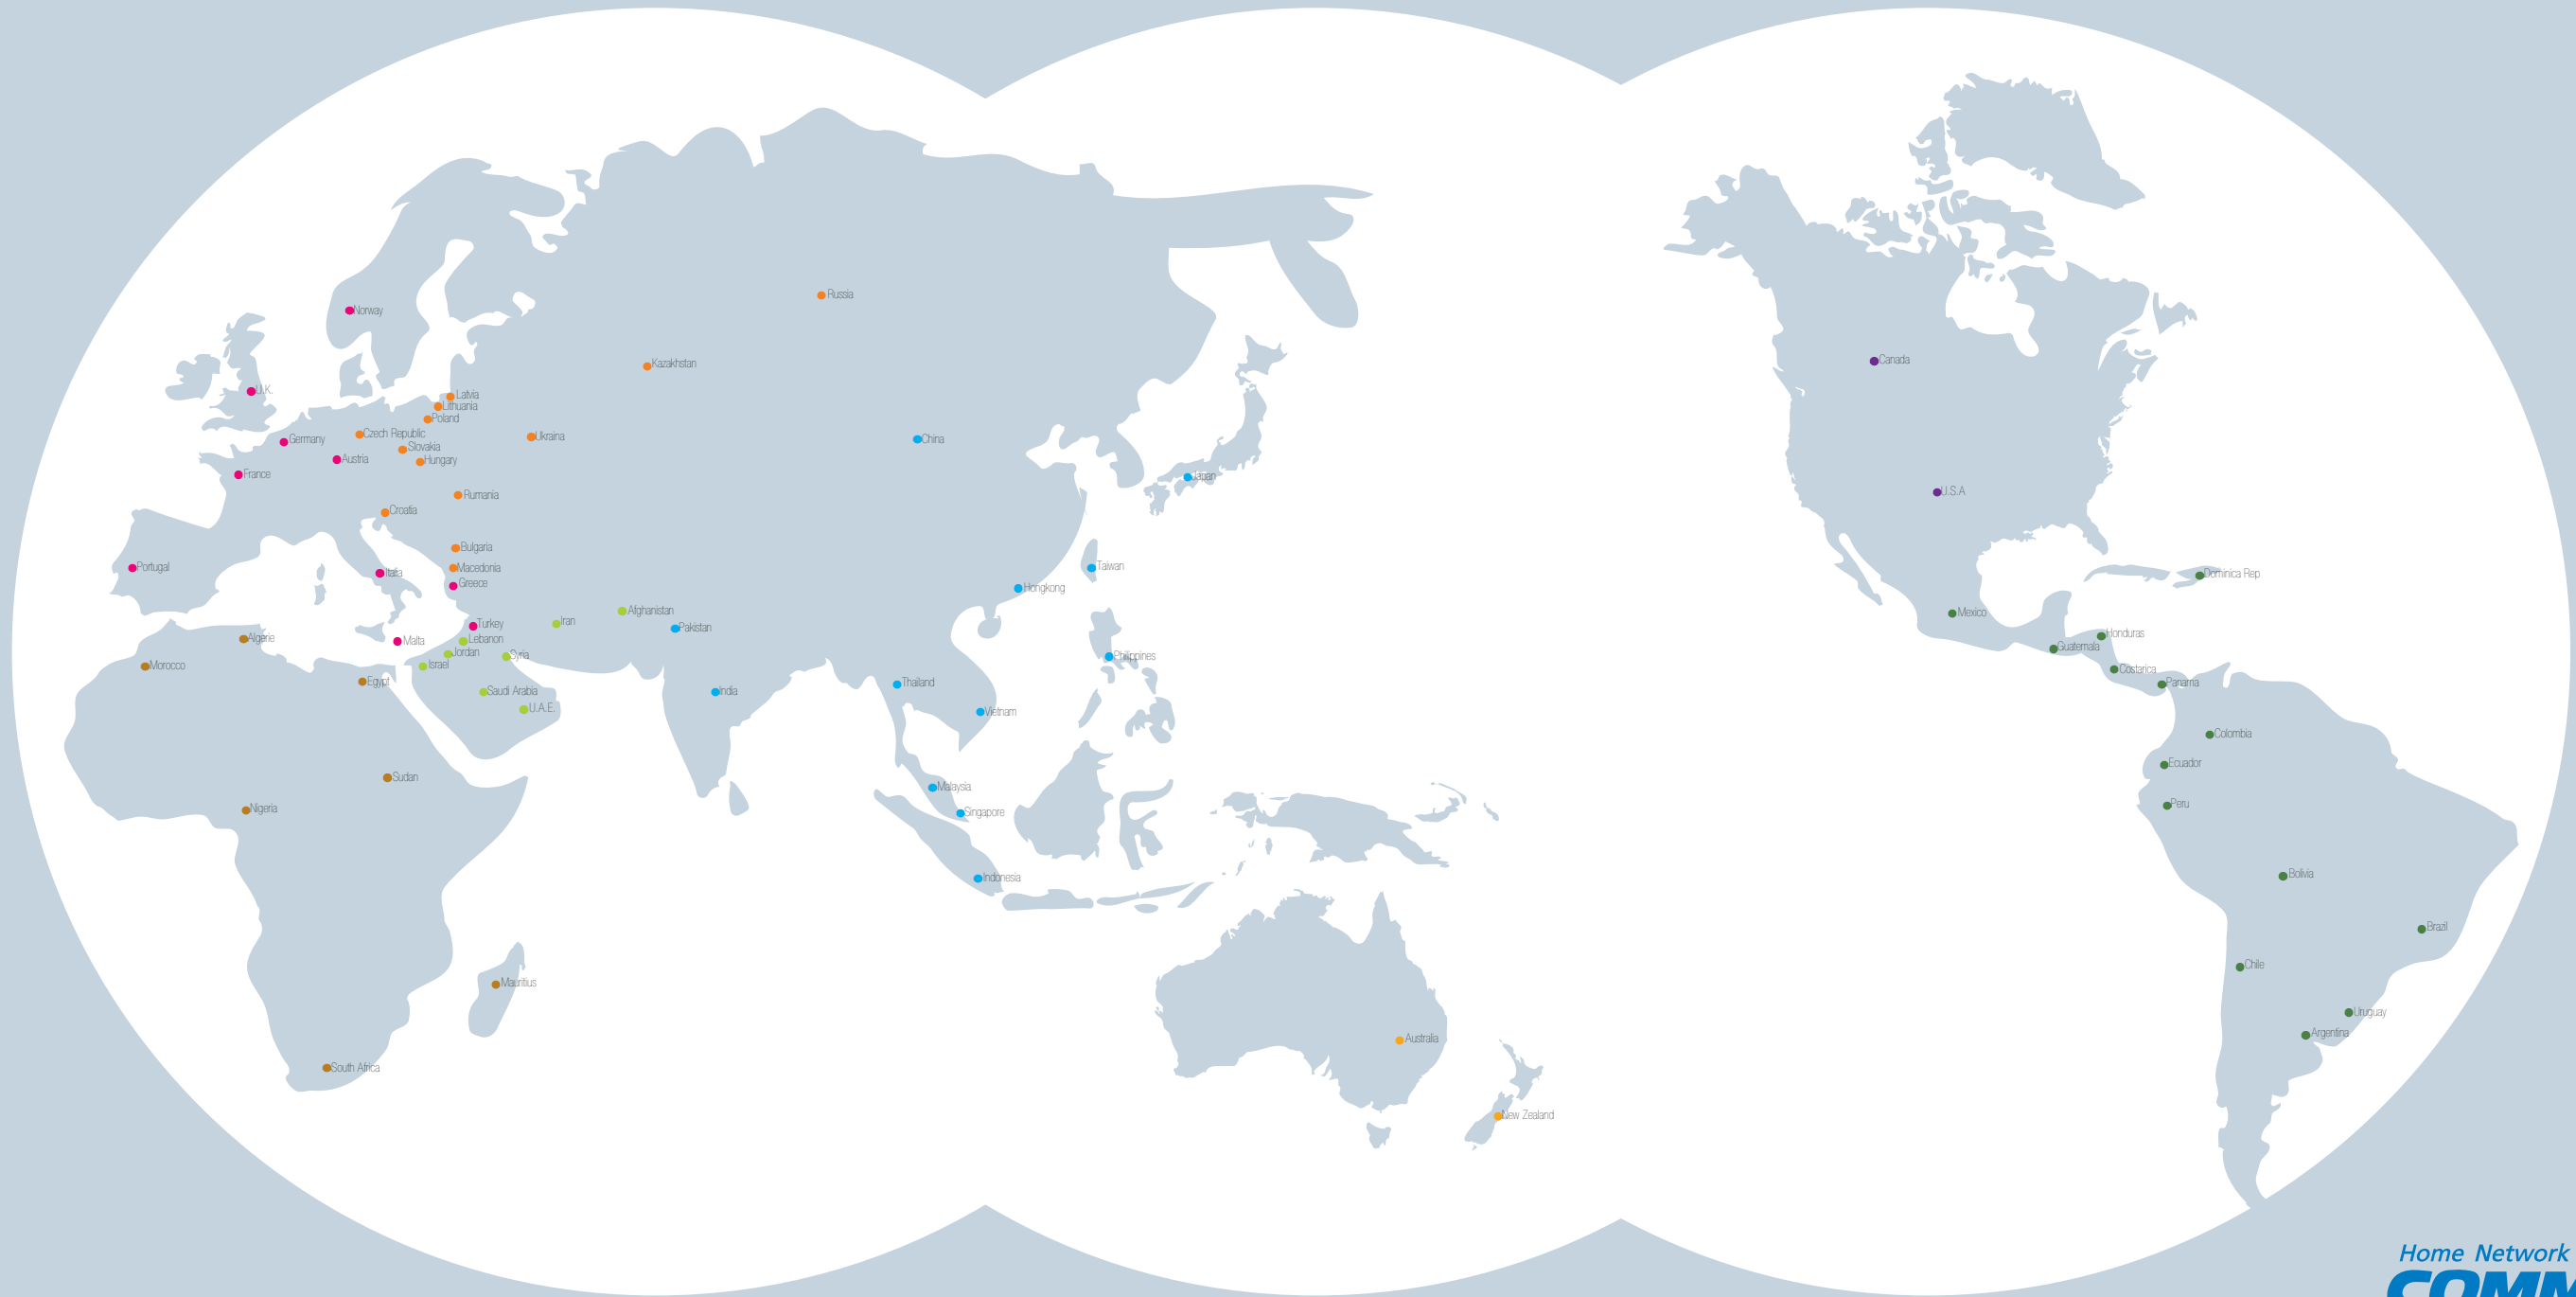 Russia
Norway
Kazakhstan
Canada
U.K.
Latvia
Lithuania
Poland
Czech Republic
Ukraina
Germany
Slovakia
China
Austria
Hungary
France
Japan
U.S.A
Rumania
Croatia
Bulgaria
Portugal
Italia
Macedonia
Taiwan
Dominica Rep
Greece
Hongkong
Afghanistan
Mexico
Iran
Turkey
Pakistan
Honduras
Algerie
Malta
Lebanon
Guatemala
Jordan
Syria
Philippines
Morocco
Israel
Costarica
Egypt
Thailand
Panama
Saudi Arabia
India
U.A.E.
Vietnam
Colombia
Ecuador
Sudan
Malaysia
Nigeria
Singapore
Peru
Indonesia
Bolivia
Brazil
Chile
Mauritius
Uruguay
Argentina
Australia
South Africa
New Zealand
Home Network